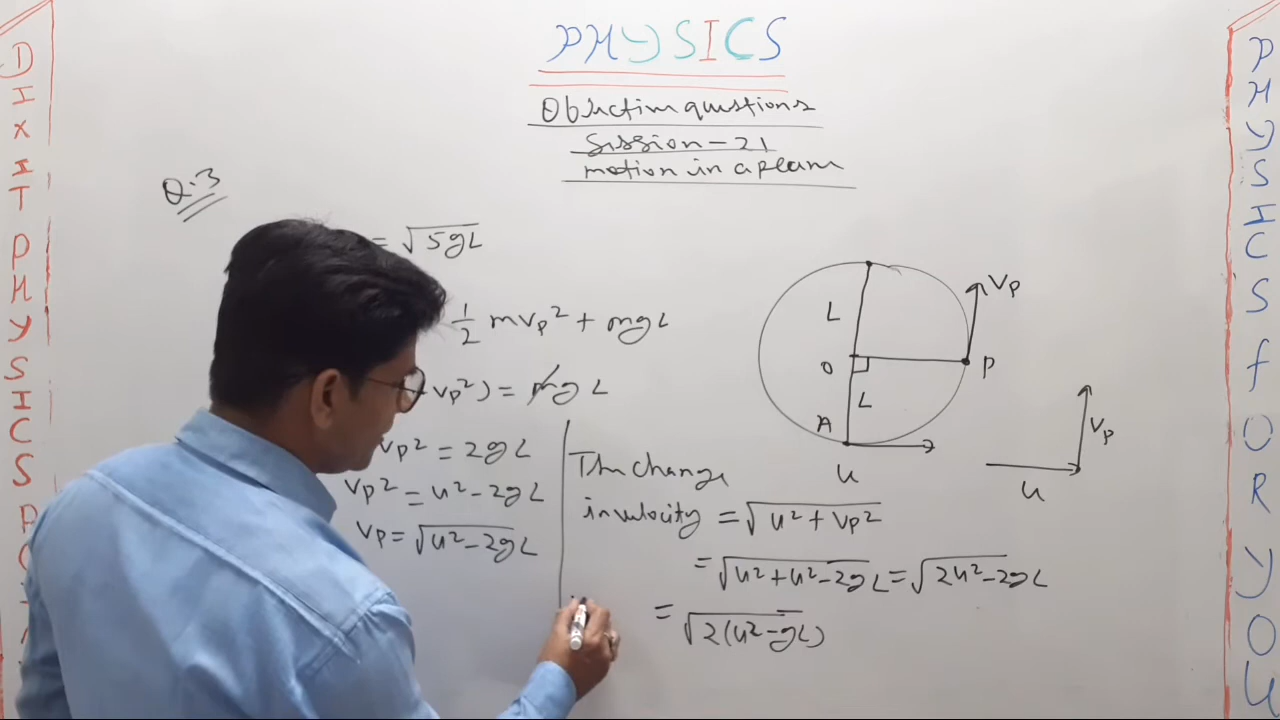 PHYSICS
Objective questions
Session-21
motion in a plane
Q.3
= √5gL
1/2 mvp² + mgL
vp²) = mgL
vp² = 2gL
vp² = u² - 2gL
vp = √u² - 2gL
The change
in velocity = √u² + vp²
= √u² + u² - 2gL = √2u² - 2gL
= √2(u² - gL)
L
O
P
vp
L
A
u
vp
u
DIXIT PHYSICS
PHYSICS fOR YOU